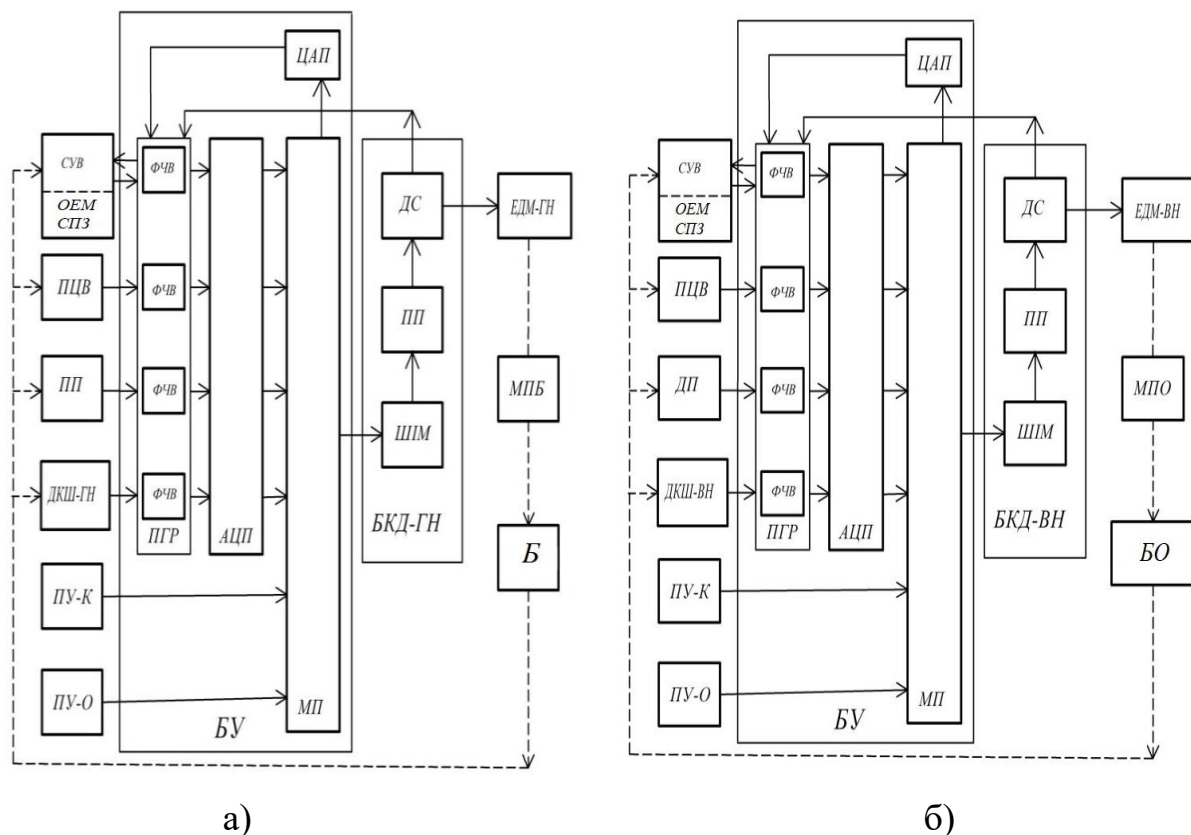 ЦАП
СУВ
ОЕМ
СПЗ
ФЧВ
ДС
ЕДМ-ГН
ПЦВ
ФЧВ
ПП
ПП
ФЧВ
МПБ
ШІМ
ДКШ-ГН
ФЧВ
ПГР
АЦП
БКД-ГН
Б
ПУ-К
ПУ-О
БУ
МП
а)
ЦАП
СУВ
ОЕМ
СПЗ
ФЧВ
ДС
ЕДМ-ВН
ПЦВ
ФЧВ
ПП
ДП
ФЧВ
МПО
ШІМ
ДКШ-ВН
ФЧВ
ПГР
АЦП
БКД-ВН
БО
ПУ-К
ПУ-О
БУ
МП
б)